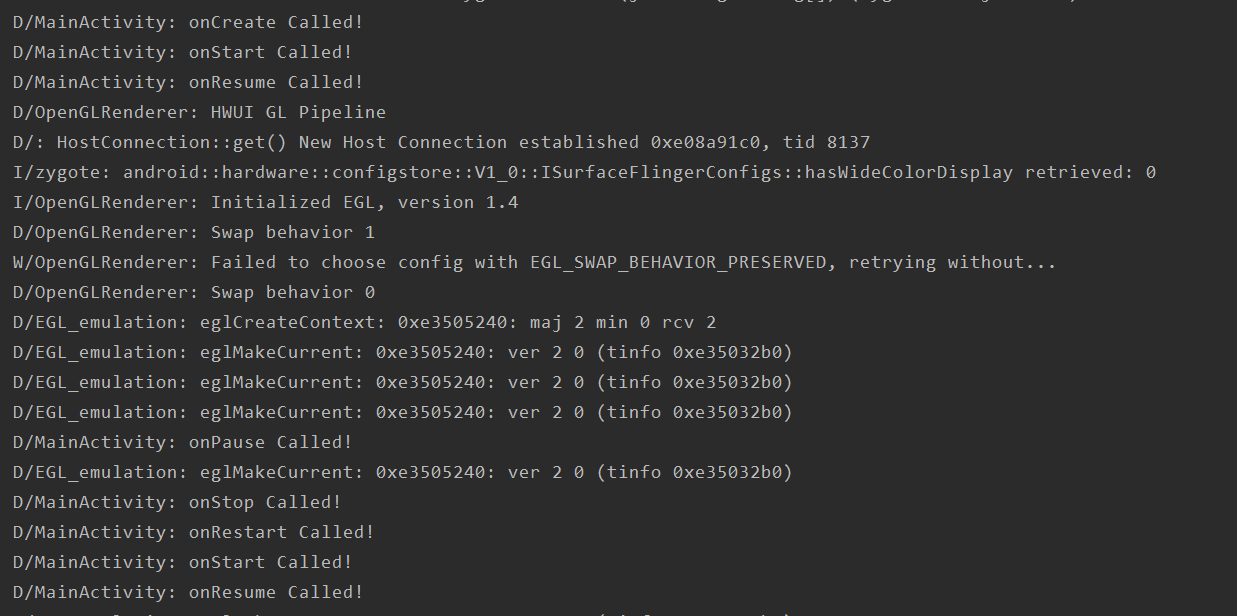 D/MainActivity: onCreate Called!
D/MainActivity: onStart Called!
D/MainActivity: onResume Called!
D/OpenGLRenderer: HWUI GL Pipeline
D/: HostConnection::get() New Host Connection established 0xe08a91c0, tid 8137
I/zygote: android::hardware::configstore::V1_0::ISurfaceFlingerConfigs::hasWideColorDisplay retrieved: 0
I/OpenGLRenderer: Initialized EGL, version 1.4
D/OpenGLRenderer: Swap behavior 1
W/OpenGLRenderer: Failed to choose config with EGL_SWAP_BEHAVIOR_PRESERVED, retrying without...
D/OpenGLRenderer: Swap behavior 0
D/EGL_emulation: eglCreateContext: 0xe3505240: maj 2 min 0 rcv 2
D/EGL_emulation: eglMakeCurrent: 0xe3505240: ver 2 0 (tinfo 0xe35032b0)
D/EGL_emulation: eglMakeCurrent: 0xe3505240: ver 2 0 (tinfo 0xe35032b0)
D/EGL_emulation: eglMakeCurrent: 0xe3505240: ver 2 0 (tinfo 0xe35032b0)
D/MainActivity: onPause Called!
D/EGL_emulation: eglMakeCurrent: 0xe3505240: ver 2 0 (tinfo 0xe35032b0)
D/MainActivity: onStop Called!
D/MainActivity: onRestart Called!
D/MainActivity: onStart Called!
D/MainActivity: onResume Called!